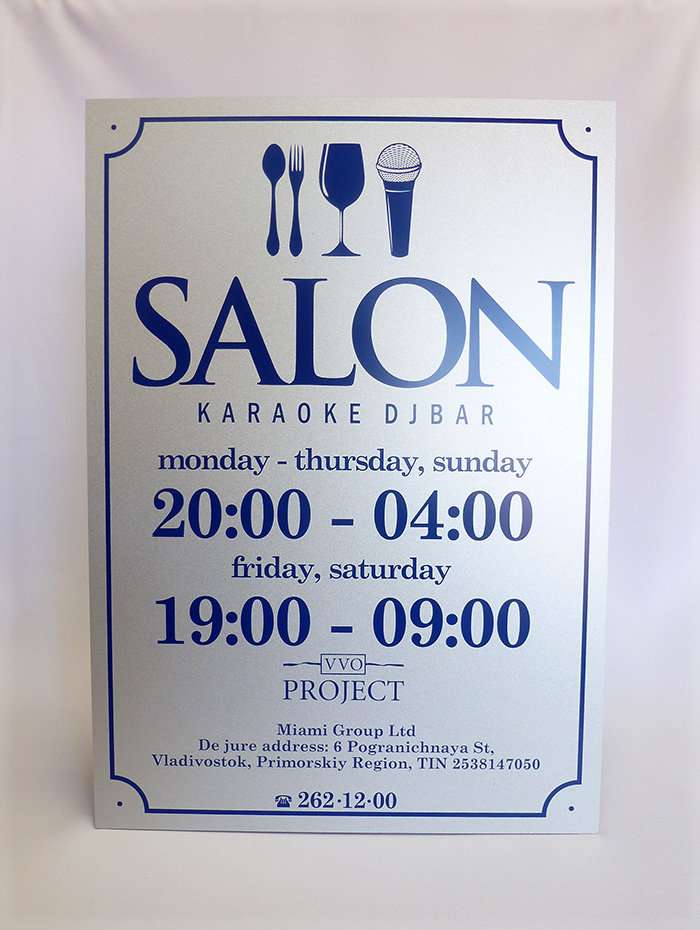 SALON
KARAOKE DJBAR
monday - thursday, sunday
20:00 - 04:00
friday, saturday
19:00 - 09:00
VVO
PROJECT
Miami Group Ltd
De jure address: 6 Pogranichnaya St,
Vladivostok, Primorskiy Region, TIN 2538147050
☎ 262·12·00